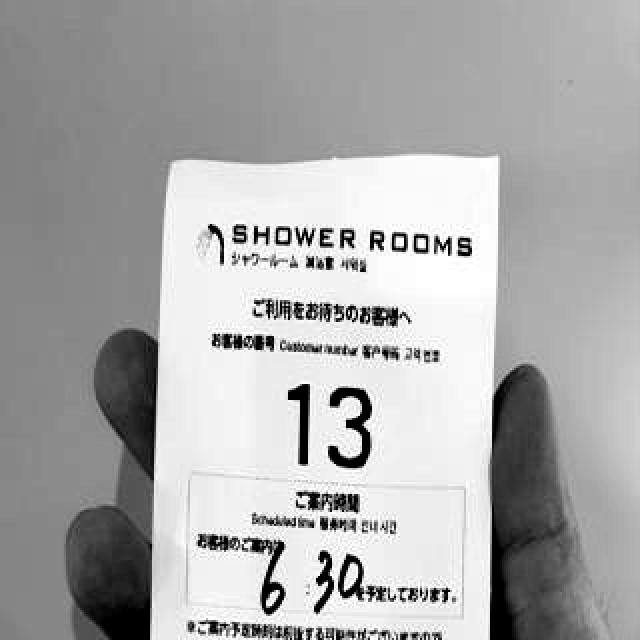 SHOWER ROOMS
シャワールーム 淋浴室 샤워실
ご利用をお待ちのお客様へ
お客様の番号 Customer number 客户号码 고객 번호
13
ご案内時間
Scheduled time 服务时间 안내 시간
お客様のご案内は
6:30を予定しております。
※ご案内予定時刻は前後する可能性がございますので